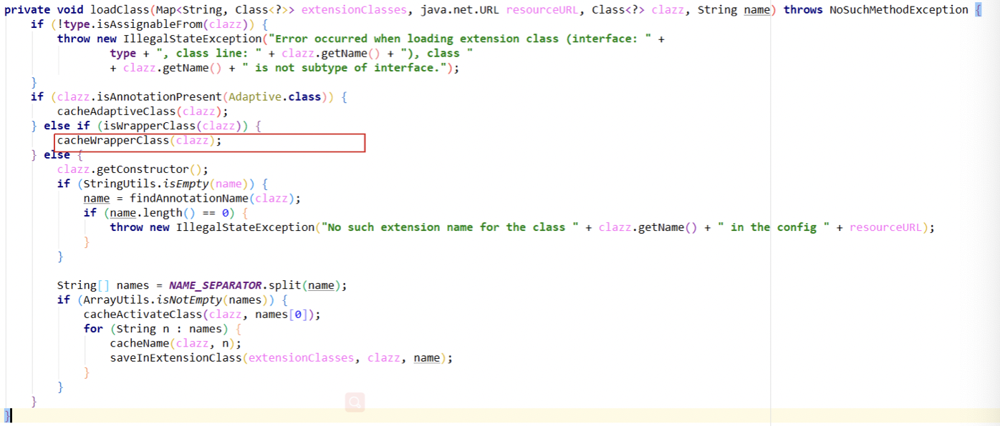 private void loadClass(Map<String, Class<?>> extensionClasses, java.net.URL resourceURL, Class<?> clazz, String name) throws NoSuchMethodException {
    if (!type.isAssignableFrom(clazz)) {
        throw new IllegalStateException("Error occurred when loading extension class (interface: " +
                type + ", class line: " + clazz.getName() + "), class "
                + clazz.getName() + " is not subtype of interface.");
    }
    if (clazz.isAnnotationPresent(Adaptive.class)) {
        cacheAdaptiveClass(clazz);
    } else if (isWrapperClass(clazz)) {
        cacheWrapperClass(clazz);
    } else {
        clazz.getConstructor();
        if (StringUtils.isEmpty(name)) {
            name = findAnnotationName(clazz);
            if (name.length() == 0) {
                throw new IllegalStateException("No such extension name for the class " + clazz.getName() + " in the config " + resourceURL);
            }
        }
        String[] names = NAME_SEPARATOR.split(name);
        if (ArrayUtils.isNotEmpty(names)) {
            cacheActivateClass(clazz, names[0]);
            for (String n : names) {
                cacheName(clazz, n);
                saveInExtensionClass(extensionClasses, clazz, name);
            }
        }
    }
}